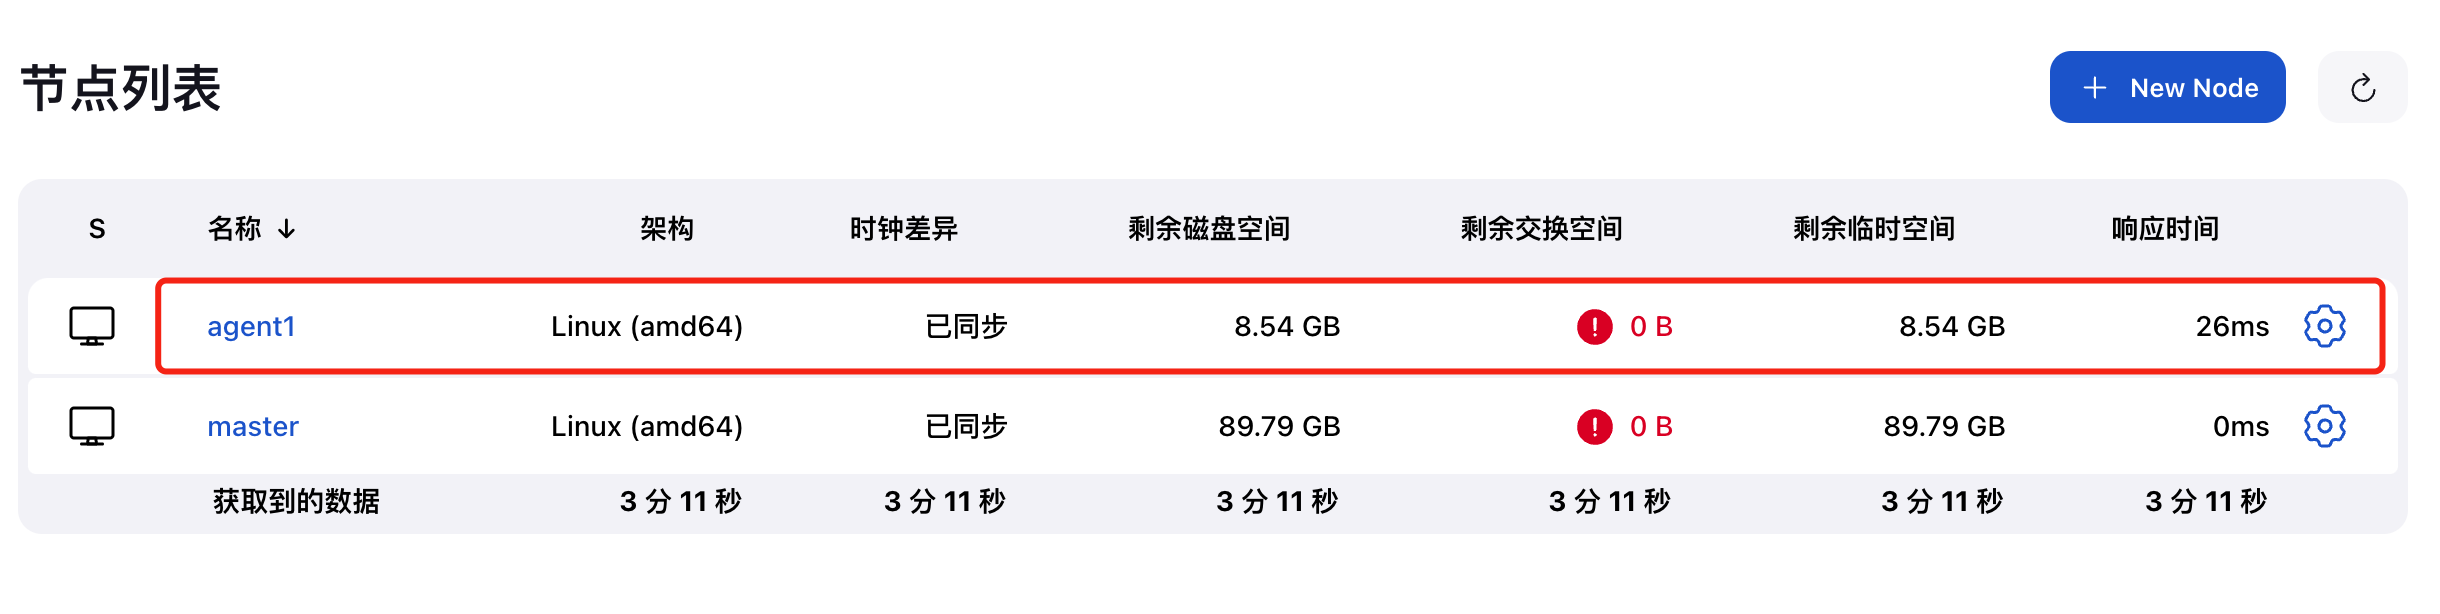 节点列表
New Node
S 名称 ↓ 架构 时钟差异 剩余磁盘空间 剩余交换空间 剩余临时空间 响应时间
agent1 Linux (amd64) 已同步 8.54 GB 0 B 8.54 GB 26ms
master Linux (amd64) 已同步 89.79 GB 0 B 89.79 GB 0ms
获取到的数据 3 分 11 秒 3 分 11 秒 3 分 11 秒 3 分 11 秒 3 分 11 秒 3 分 11 秒